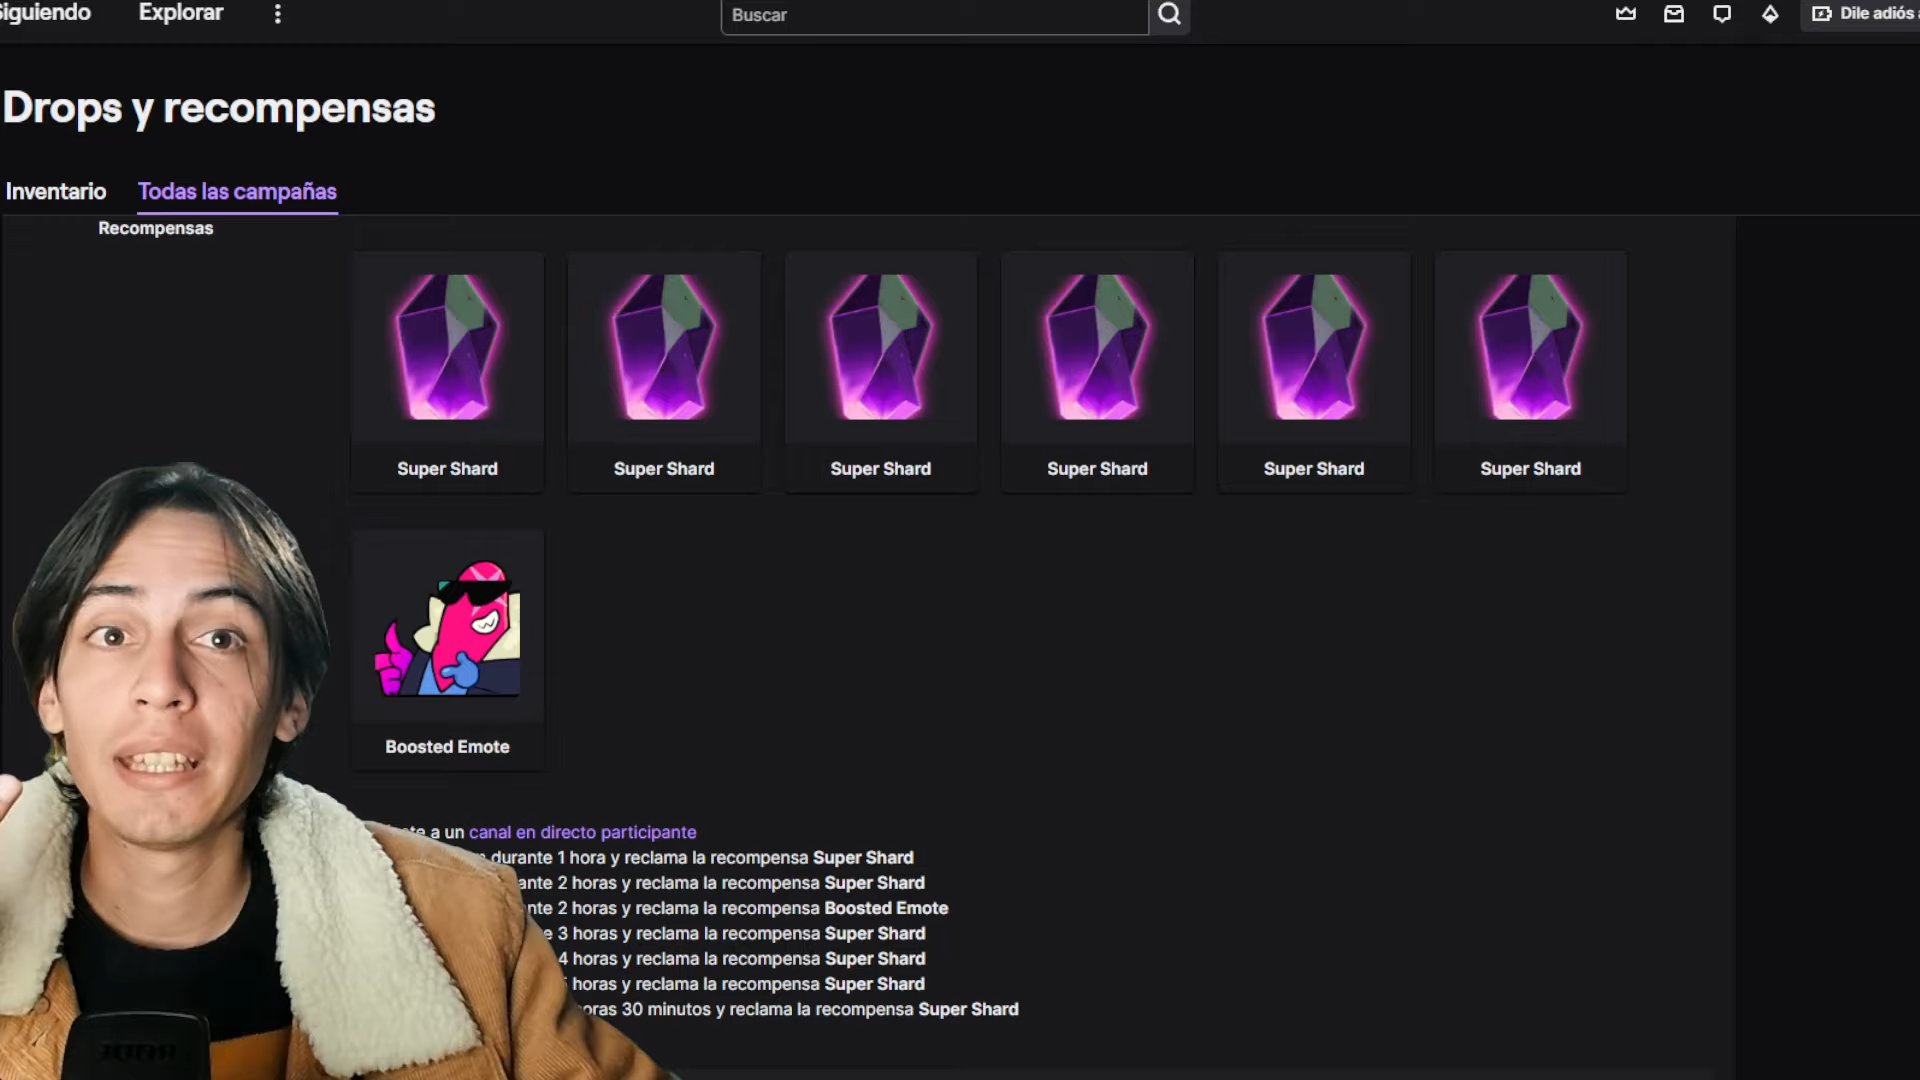 Siguiendo Explorar Buscar Dile adiós
Drops y recompensas
Inventario Todas las campañas
Recompensas
Super Shard Super Shard Super Shard Super Shard Super Shard Super Shard
Boosted Emote
a un canal en directo participante
durante 1 hora y reclama la recompensa Super Shard
2 horas y reclama la recompensa Super Shard
2 horas y reclama la recompensa Boosted Emote
3 horas y reclama la recompensa Super Shard
4 horas y reclama la recompensa Super Shard
horas y reclama la recompensa Super Shard
30 minutos y reclama la recompensa Super Shard